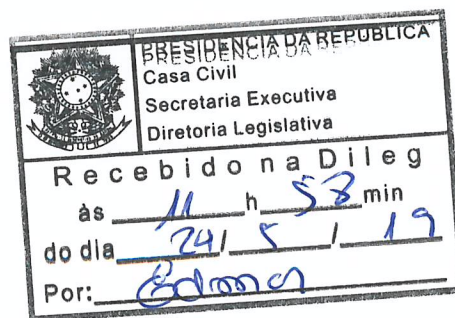 PRESIDÊNCIA DA REPÚBLICA
Casa Civil
Secretaria Executiva
Diretoria Legislativa
Recebido na Dileg
às 11 h 58 min
do dia 24/ 5 / 19
Por: